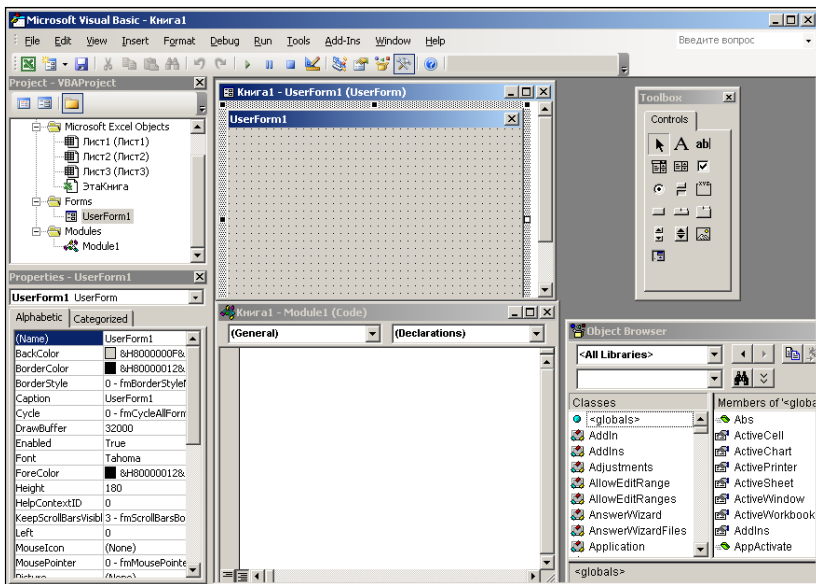 Microsoft Visual Basic - Книга1
File Edit View Insert Format Debug Run Tools Add-Ins Window Help
Введите вопрос
Project - VBAProject
Microsoft Excel Objects
Лист1 (Лист1)
Лист2 (Лист2)
Лист3 (Лист3)
ЭтаКнига
Forms
UserForm1
Modules
Module1
Книга1 - UserForm1 (UserForm)
UserForm1
Toolbox
Controls
A ab|
XYZ
Properties - UserForm1
UserForm1 UserForm
Alphabetic Categorized
(Name) UserForm1
BackColor &H8000000F&
BorderColor &H80000012&
BorderStyle 0 - fmBorderStyleN
Caption UserForm1
Cycle 0 - fmCycleAllForm
DrawBuffer 32000
Enabled True
Font Tahoma
ForeColor &H80000012&
Height 180
HelpContextID 0
KeepScrollBarsVisibl 3 - fmScrollBarsBo
Left 0
MouseIcon (None)
MousePointer 0 - fmMousePointe
Picture (None)
Книга1 - Module1 (Code)
(General) (Declarations)
Object Browser
<All Libraries>
Classes
<globals>
AddIn
AddIns
Adjustments
AllowEditRange
AllowEditRanges
AnswerWizard
AnswerWizardFiles
Application
Members of '<globa
Abs
ActiveCell
ActiveChart
ActivePrinter
ActiveSheet
ActiveWindow
ActiveWorkbook
AddIns
AppActivate
<globals>